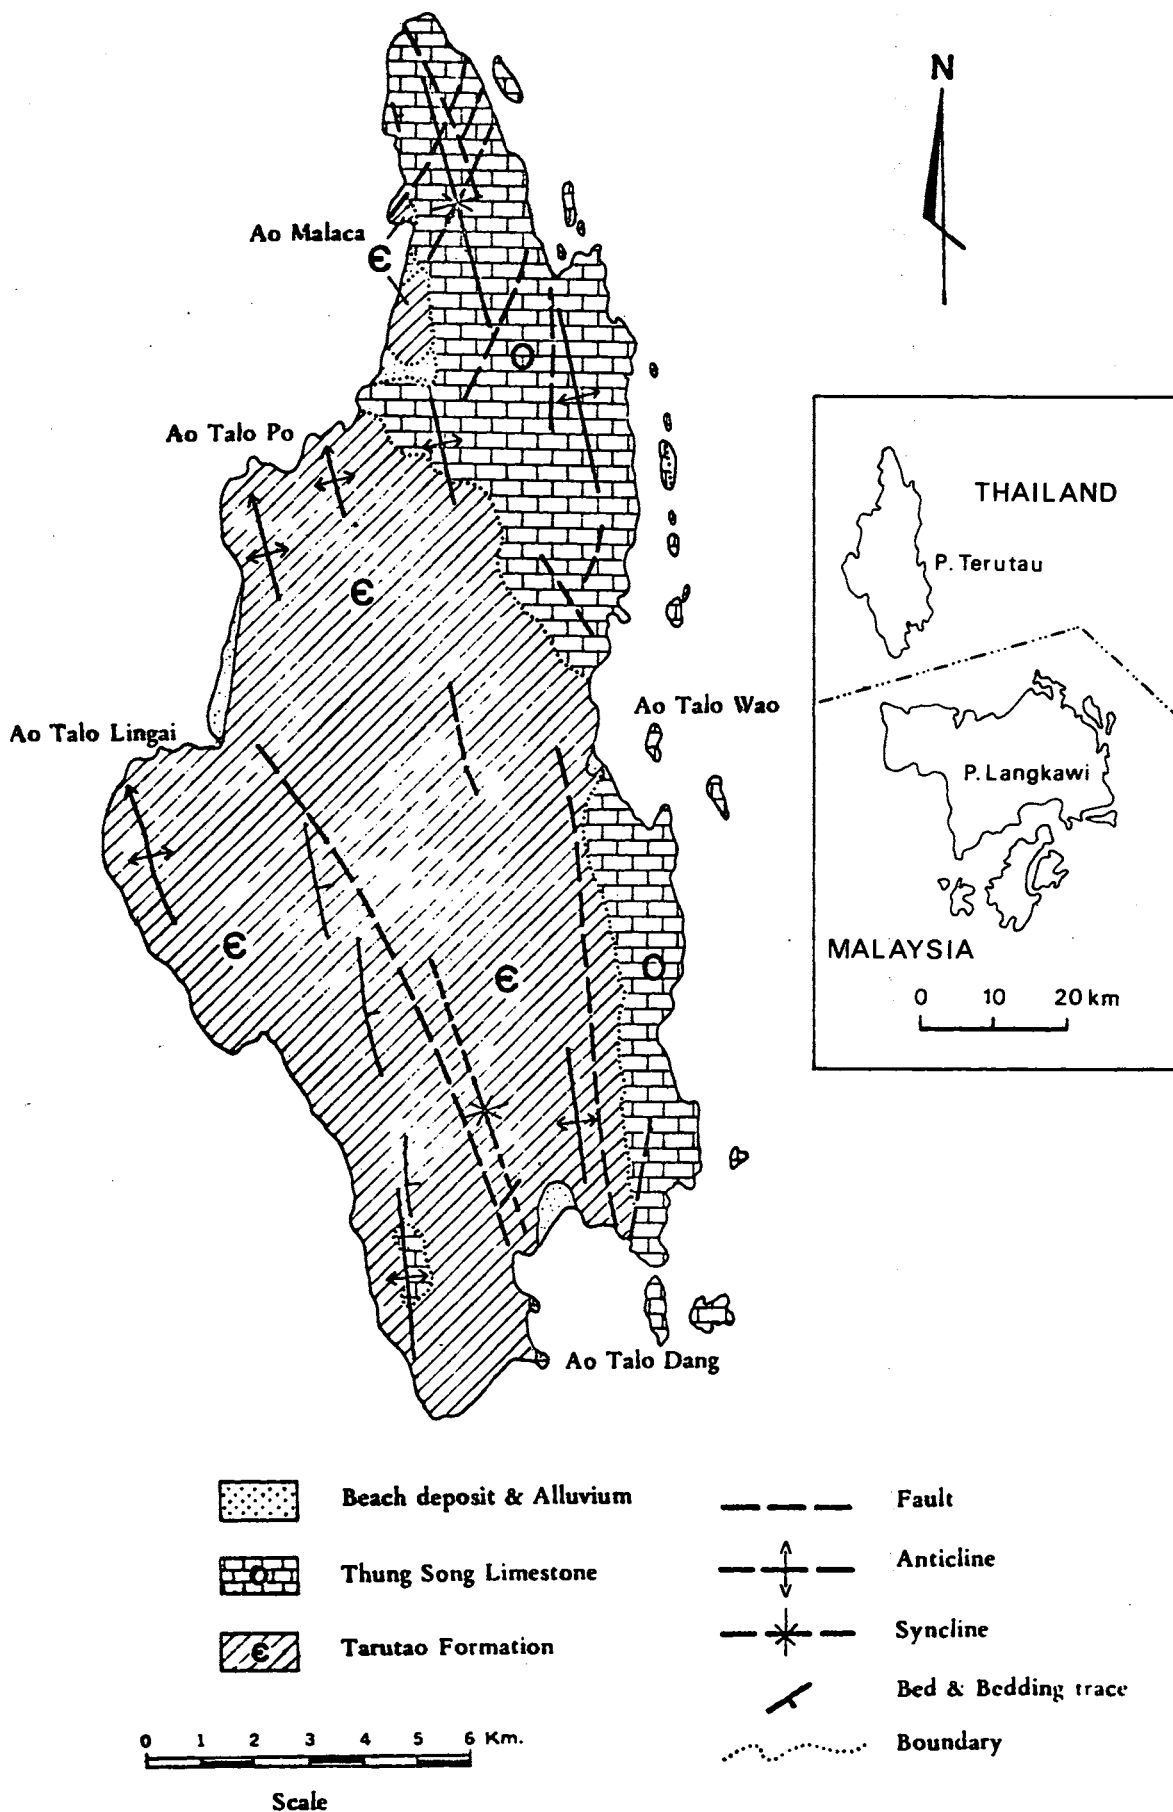 N
Ao Malaca
Є
O
Ao Talo Po
THAILAND
P. Terutau
Є
Ao Talo Wao
Ao Talo Lingai
P. Langkawi
Є
Є
O
MALAYSIA
0 10 20 km
Ao Talo Dang
Beach deposit & Alluvium
Fault
O
Thung Song Limestone
Anticline
Є
Tarutao Formation
Syncline
Bed & Bedding trace
Boundary
0 1 2 3 4 5 6 Km.
Scale